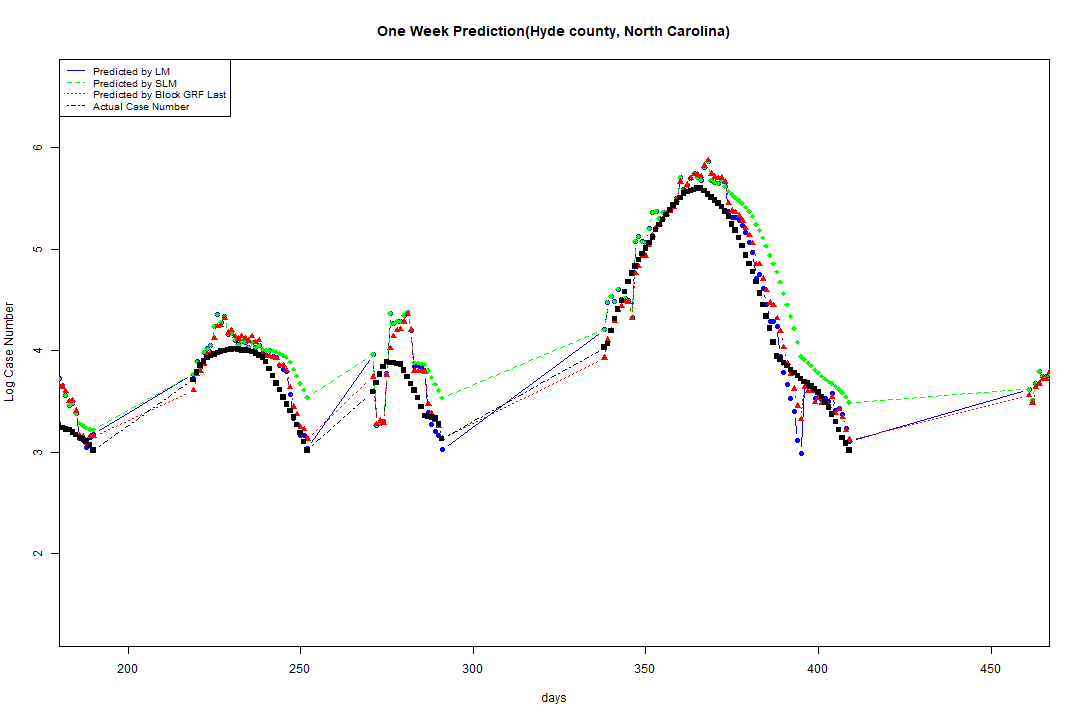 One Week Prediction(Hyde county, North Carolina)
Predicted by LM
Predicted by SLM
Predicted by Block GRF Last
Actual Case Number
Log Case Number
6
5
4
3
2
200 250 300 350 400 450
days